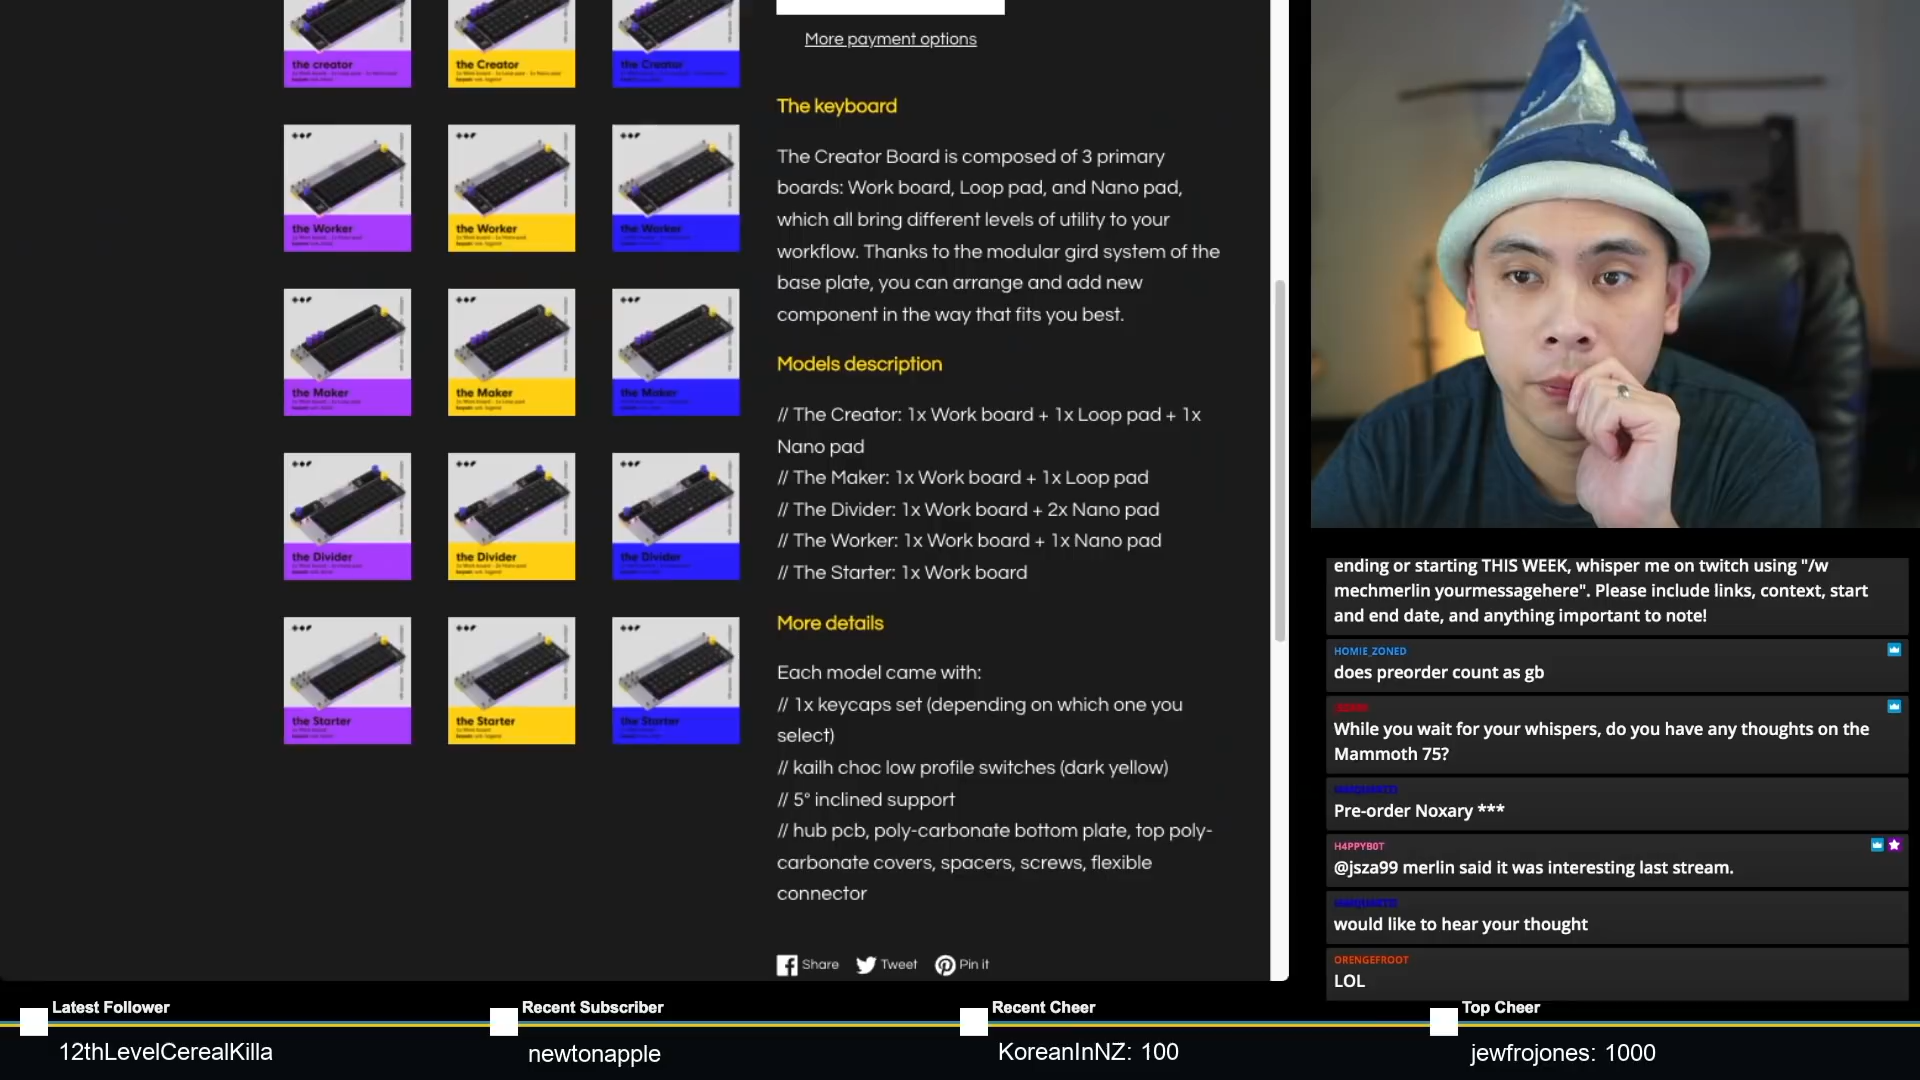 the creator
the Creator
the Creator
the Worker
the Worker
the Worker
the Maker
the Maker
the Maker
the Divider
the Divider
the Divider
the Starter
the Starter
the Starter
More payment options
The keyboard
The Creator Board is composed of 3 primary
boards: Work board, Loop pad, and Nano pad,
which all bring different levels of utility to your
workflow. Thanks to the modular gird system of the
base plate, you can arrange and add new
component in the way that fits you best.
Models description
// The Creator: 1x Work board + 1x Loop pad + 1x
Nano pad
// The Maker: 1x Work board + 1x Loop pad
// The Divider: 1x Work board + 2x Nano pad
// The Worker: 1x Work board + 1x Nano pad
// The Starter: 1x Work board
More details
Each model came with:
// 1x keycaps set (depending on which one you
select)
// kailh choc low profile switches (dark yellow)
// 5° inclined support
// hub pcb, poly-carbonate bottom plate, top poly-
carbonate covers, spacers, screws, flexible
connector
Share Tweet Pin it
ending or starting THIS WEEK, whisper me on twitch using "/w
mechmerlin yourmessagehere". Please include links, context, start
and end date, and anything important to note!
HOMIE_ZONED
does preorder count as gb
While you wait for your whispers, do you have any thoughts on the
Mammoth 75?
Pre-order Noxary ***
H4PPYB0T
@jsza99 merlin said it was interesting last stream.
would like to hear your thought
ORENGEFROOT
LOL
Latest Follower
12thLevelCerealKilla
Recent Subscriber
newtonapple
Recent Cheer
KoreanInNZ: 100
Top Cheer
jewfrojones: 1000